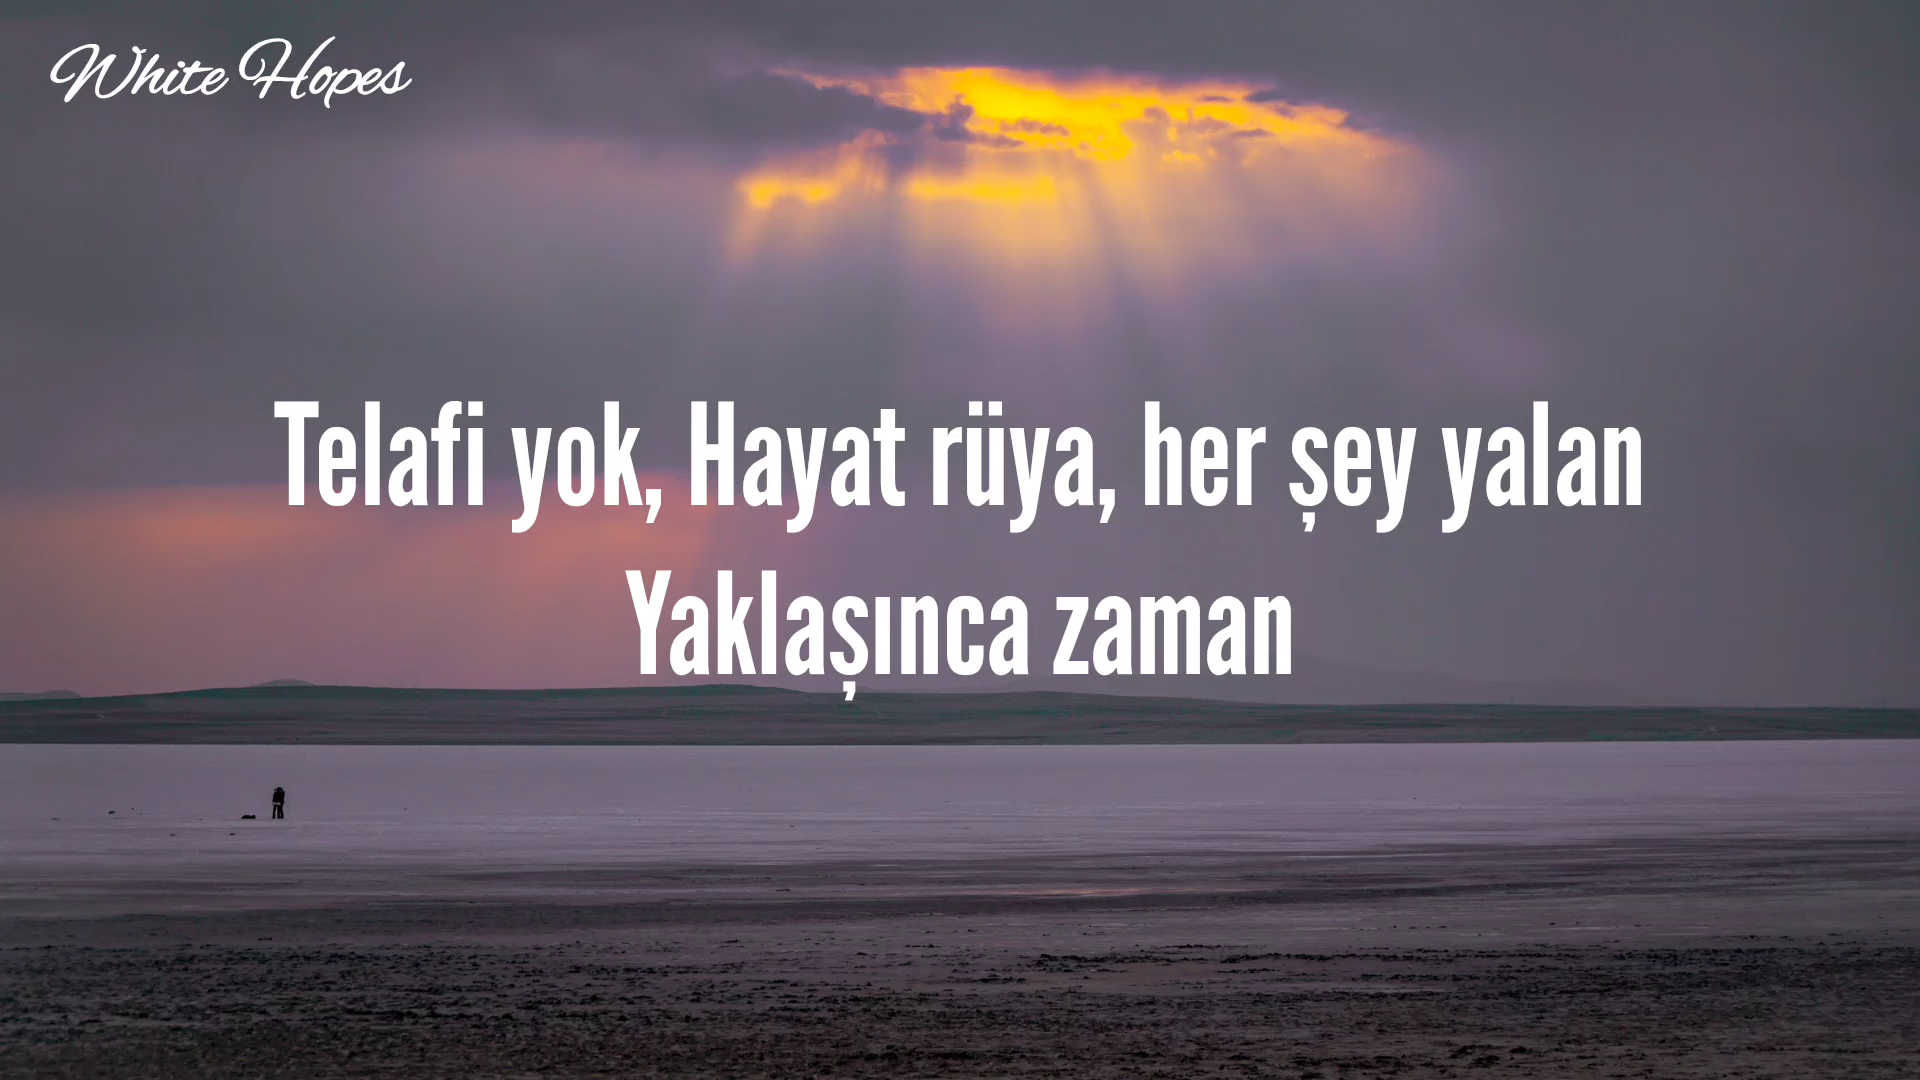 White Hopes
Telafi yok, Hayat rüya, her şey yalan
Yaklaşınca zaman